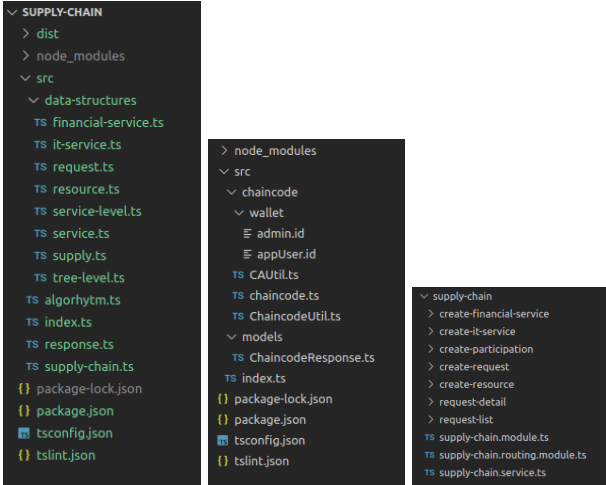 SUPPLY-CHAIN
dist
node_modules
src
data-structures
TS financial-service.ts
TS it-service.ts
TS request.ts
TS resource.ts
TS service-level.ts
TS service.ts
TS supply.ts
TS tree-level.ts
TS algorhytm.ts
TS index.ts
TS response.ts
TS supply-chain.ts
{} package-lock.json
{} package.json
TS tsconfig.json
{} tslint.json
node_modules
src
chaincode
wallet
admin.id
appUser.id
TS CAUtil.ts
TS chaincode.ts
TS ChaincodeUtil.ts
models
TS ChaincodeResponse.ts
TS index.ts
{} package-lock.json
{} package.json
TS tsconfig.json
{} tslint.json
supply-chain
create-financial-service
create-it-service
create-participation
create-request
create-resource
request-detail
request-list
TS supply-chain.module.ts
TS supply-chain.routing.module.ts
TS supply-chain.service.ts